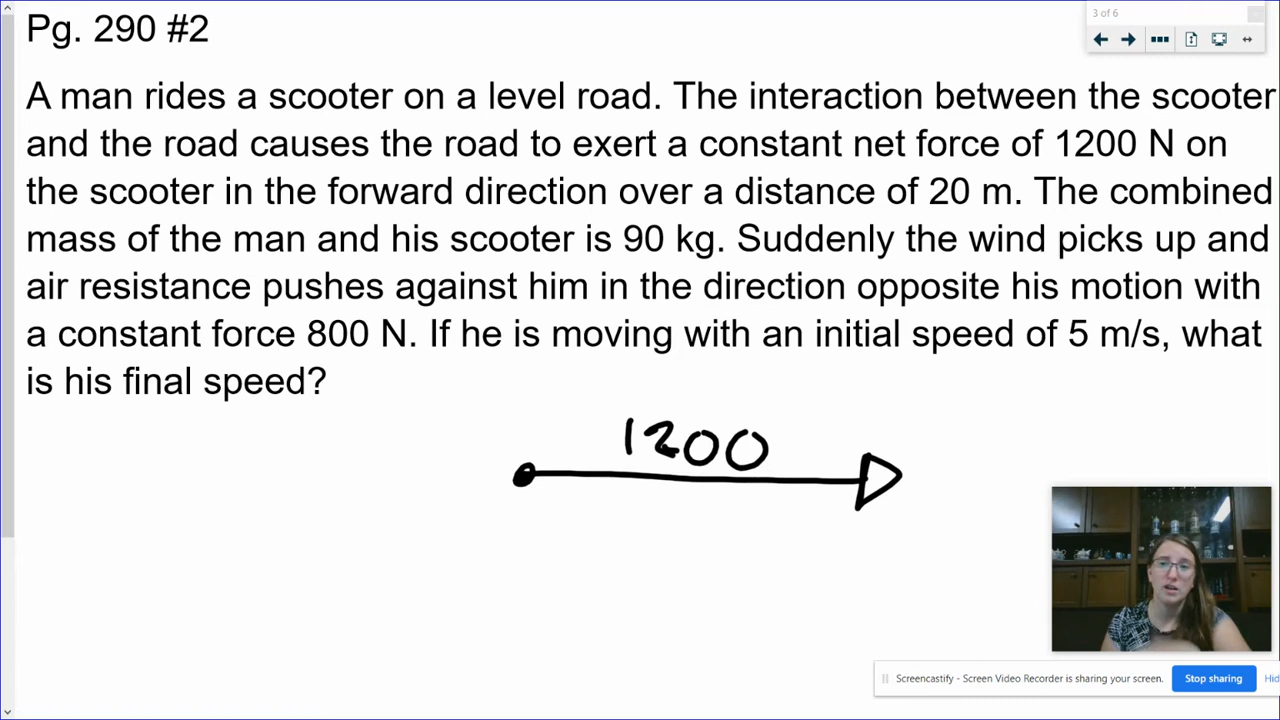 Pg. 290 #2
3 of 6
A man rides a scooter on a level road. The interaction between the scooter
and the road causes the road to exert a constant net force of 1200 N on
the scooter in the forward direction over a distance of 20 m. The combined
mass of the man and his scooter is 90 kg. Suddenly the wind picks up and
air resistance pushes against him in the direction opposite his motion with
a constant force 800 N. If he is moving with an initial speed of 5 m/s, what
is his final speed?
1200
Screencastify - Screen Video Recorder is sharing your screen.
Stop sharing
Hid